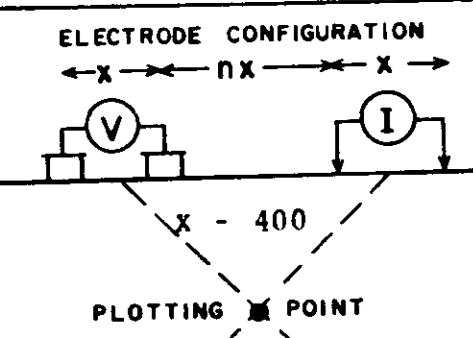 ELECTRODE CONFIGURATION
x nx x
V I
x - 400
PLOTTING POINT